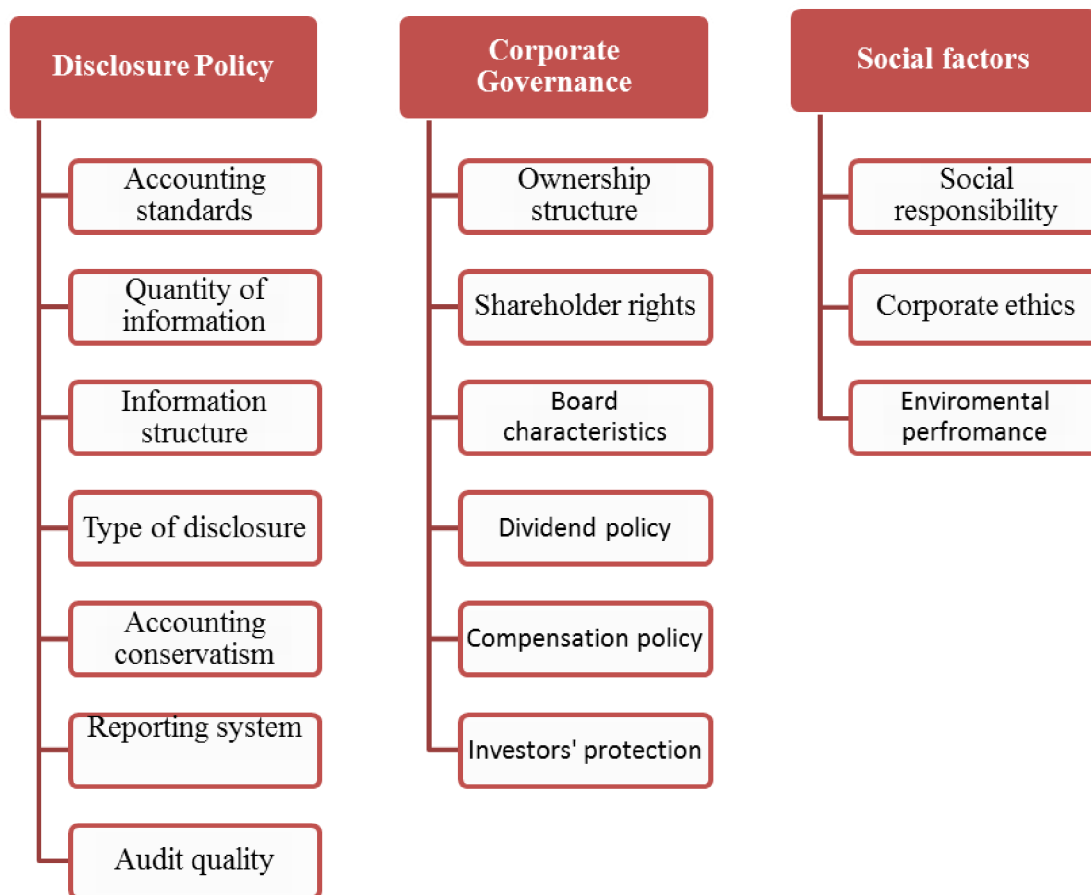 Disclosure Policy
Accounting
standards
Quantity of
information
Information
structure
Type of disclosure
Accounting
conservatism
Reporting system
Audit quality
Corporate
Governance
Ownership
structure
Shareholder rights
Board
characteristics
Dividend policy
Compensation policy
Investors' protection
Social factors
Social
responsibility
Corporate ethics
Enviromental
perfromance